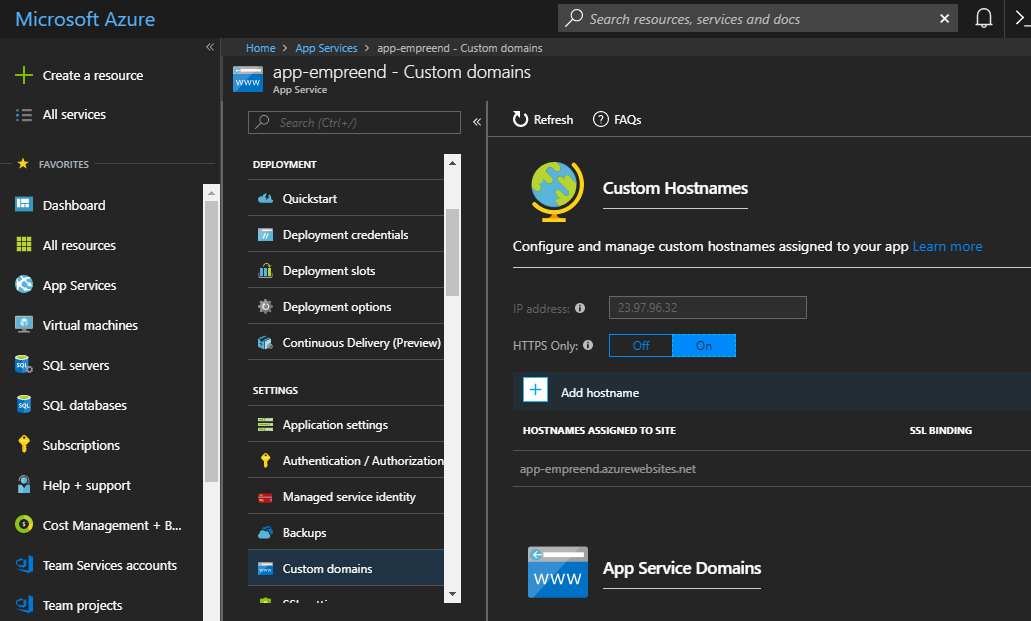 Microsoft Azure
Search resources, services and docs
Home > App Services > app-empreend - Custom domains
app-empreend - Custom domains
App Service
Create a resource
All services
FAVORITES
Dashboard
All resources
App Services
Virtual machines
SQL servers
SQL databases
Subscriptions
Help + support
Cost Management + B...
Team Services accounts
Team projects
Search (Ctrl+/)
DEPLOYMENT
Quickstart
Deployment credentials
Deployment slots
Deployment options
Continuous Delivery (Preview)
SETTINGS
Application settings
Authentication / Authorization
Managed service identity
Backups
Custom domains
Refresh
FAQs
Custom Hostnames
Configure and manage custom hostnames assigned to your app Learn more
IP address:
23.97.96.32
HTTPS Only:
Off
On
Add hostname
HOSTNAMES ASSIGNED TO SITE
SSL BINDING
app-empreend.azurewebsites.net
WWW
App Service Domains